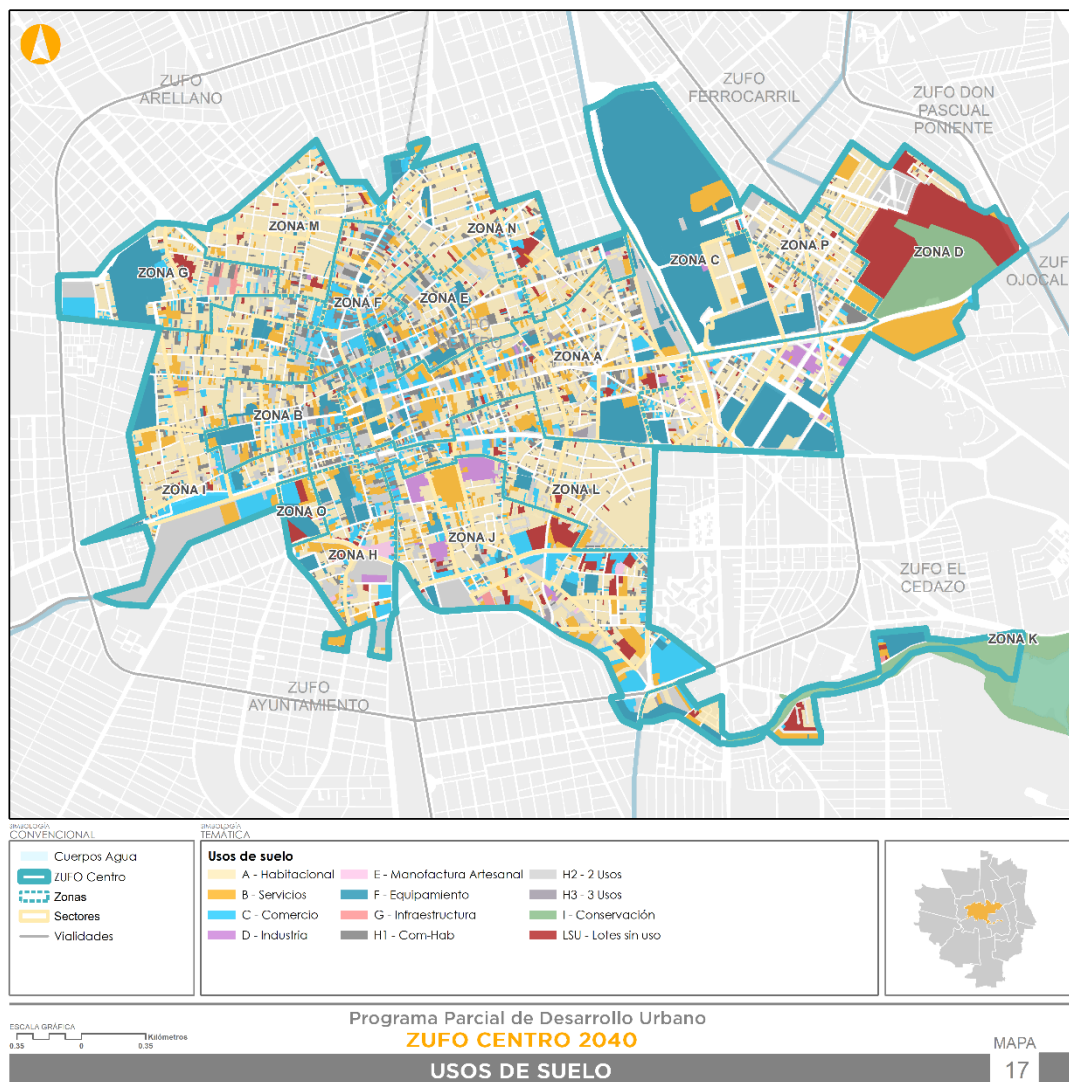 ZUFO
ARELLANO
ZUFO
FERROCARRIL
ZUFO DON
PASCUAL
PONIENTE
ZONA M
ZONA N
ZONA P
ZONA D
ZONA G
ZONA C
ZUF
OJOCAL
ZONA F
ZONA E
ZONA A
ZONA B
ZONA I
ZONA L
ZONA O
ZONA H
ZONA J
ZUFO EL
CEDAZO
ZONA K
ZUFO
AYUNTAMIENTO
SIMBOLOGÍA
CONVENCIONAL
Cuerpos Agua
ZUFO Centro
Zonas
Sectores
Vialidades
SIMBOLOGÍA
TEMÁTICA
Usos de suelo
A - Habitacional
B - Servicios
C - Comercio
D - Industria
E - Manofactura Artesanal
F - Equipamiento
G - Infraestructura
H1 - Com-Hab
H2 - 2 Usos
H3 - 3 Usos
I - Conservación
LSU - Lotes sin uso
ESCALA GRÁFICA
Kilómetros
0.35 0 0.35
Programa Parcial de Desarrollo Urbano
ZUFO CENTRO 2040
USOS DE SUELO
MAPA
17